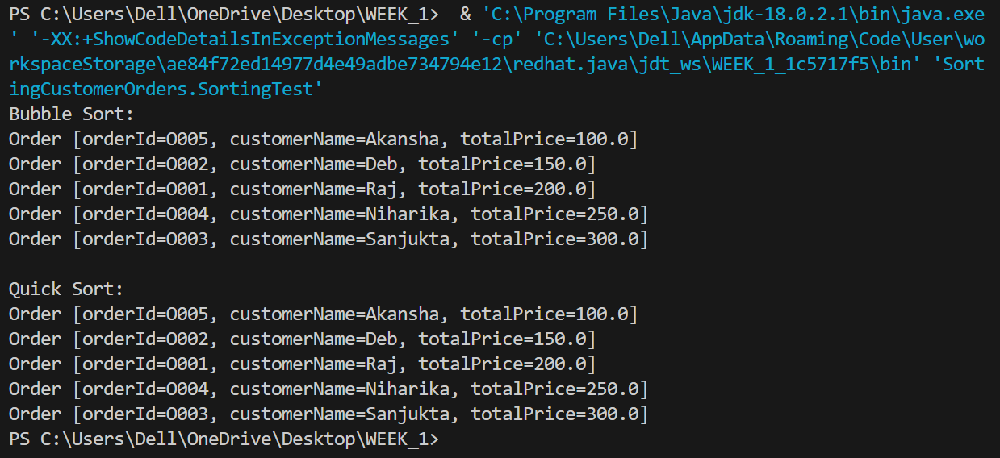 PS C:\Users\Dell\OneDrive\Desktop\WEEK_1>  & 'C:\Program Files\Java\jdk-18.0.2.1\bin\java.exe
' '-XX:+ShowCodeDetailsInExceptionMessages' '-cp' 'C:\Users\Dell\AppData\Roaming\Code\User\wo
rkspaceStorage\ae84f72ed14977d4e49adbe734794e12\redhat.java\jdt_ws\WEEK_1_1c5717f5\bin' 'Sort
ingCustomerOrders.SortingTest'
Bubble Sort:
Order [orderId=O005, customerName=Akansha, totalPrice=100.0]
Order [orderId=O002, customerName=Deb, totalPrice=150.0]
Order [orderId=O001, customerName=Raj, totalPrice=200.0]
Order [orderId=O004, customerName=Niharika, totalPrice=250.0]
Order [orderId=O003, customerName=Sanjukta, totalPrice=300.0]

Quick Sort:
Order [orderId=O005, customerName=Akansha, totalPrice=100.0]
Order [orderId=O002, customerName=Deb, totalPrice=150.0]
Order [orderId=O001, customerName=Raj, totalPrice=200.0]
Order [orderId=O004, customerName=Niharika, totalPrice=250.0]
Order [orderId=O003, customerName=Sanjukta, totalPrice=300.0]
PS C:\Users\Dell\OneDrive\Desktop\WEEK_1>